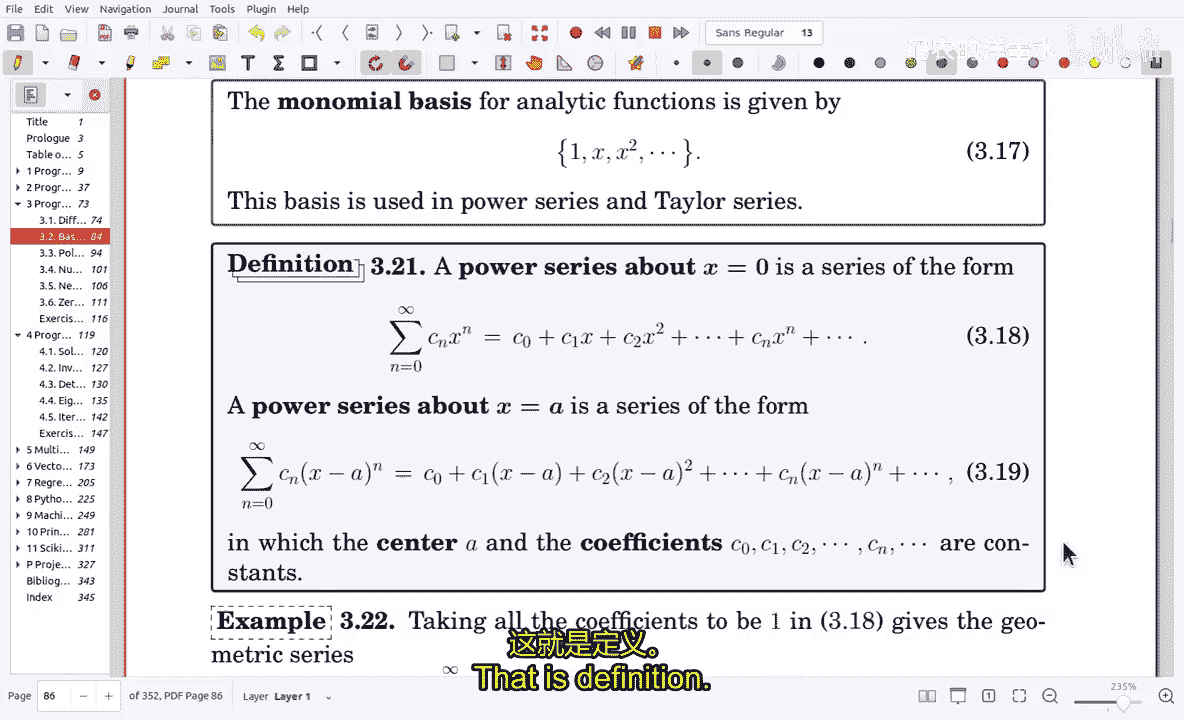 File Edit View Navigation Journal Tools Plugin Help
Sans Regular 13
Title 1
Prologue 3
Table o... 5
1 Progr... 9
2 Progr... 37
3 Progr... 73
3.1. Diff... 74
3.2. Bas... 84
3.3. Pol... 94
3.4. Nu... 101
3.5. Ne... 106
3.6. Zer... 111
Exercis... 116
4 Progr... 119
4.1. Sol... 120
4.2. Inv... 127
4.3. Det... 130
4.4. Eig... 135
4.5. Iter... 142
Exercis... 147
5 Multi... 149
6 Vecto... 173
7 Regre... 205
8 Pytho... 225
9 Machi... 249
10 Prin... 281
11 Sciki... 311
P Proje... 327
Bibliog... 343
Index 345
The monomial basis for analytic functions is given by
{1, x, x², ⋯}. (3.17)
This basis is used in power series and Taylor series.
Definition 3.21. A power series about x = 0 is a series of the form
∑_{n=0}^{∞} cₙxⁿ = c₀ + c₁x + c₂x² + ⋯ + cₙxⁿ + ⋯ . (3.18)
A power series about x = a is a series of the form
∑_{n=0}^{∞} cₙ(x − a)ⁿ = c₀ + c₁(x − a) + c₂(x − a)² + ⋯ + cₙ(x − a)ⁿ + ⋯ , (3.19)
in which the center a and the coefficients c₀, c₁, c₂, ⋯ , cₙ, ⋯ are con-
stants.
Example 3.22. Taking all the coefficients to be 1 in (3.18) gives the geo-
metric series
∞
这就是定义。
That is definition.
Page 86 of 352, PDF Page 86 Layer Layer 1 235%